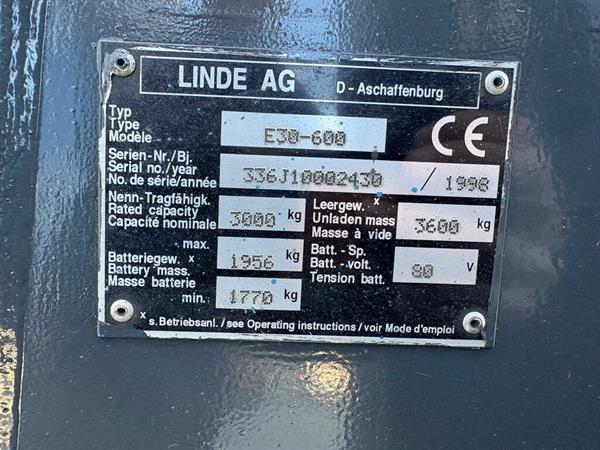 LINDE AG D - Aschaffenburg
Typ
Type
Modèle
E30-600
CE
Serien-Nr./Bj.
Serial no./year
No. de série/année
336J10002430 / 1998
Nenn-Tragfähigk.
Rated capacity
Capacité nominale
3000 kg
Leergew. x
Unladen mass
Masse à vide
3600 kg
max.
Batteriegew. x
Battery mass.
Masse batterie
min.
1956 kg
1770 kg
Batt. - Sp.
Batt. - volt.
Tension batt.
80 V
x s. Betriebsanl. / see Operating instructions / voir Mode d'emploi